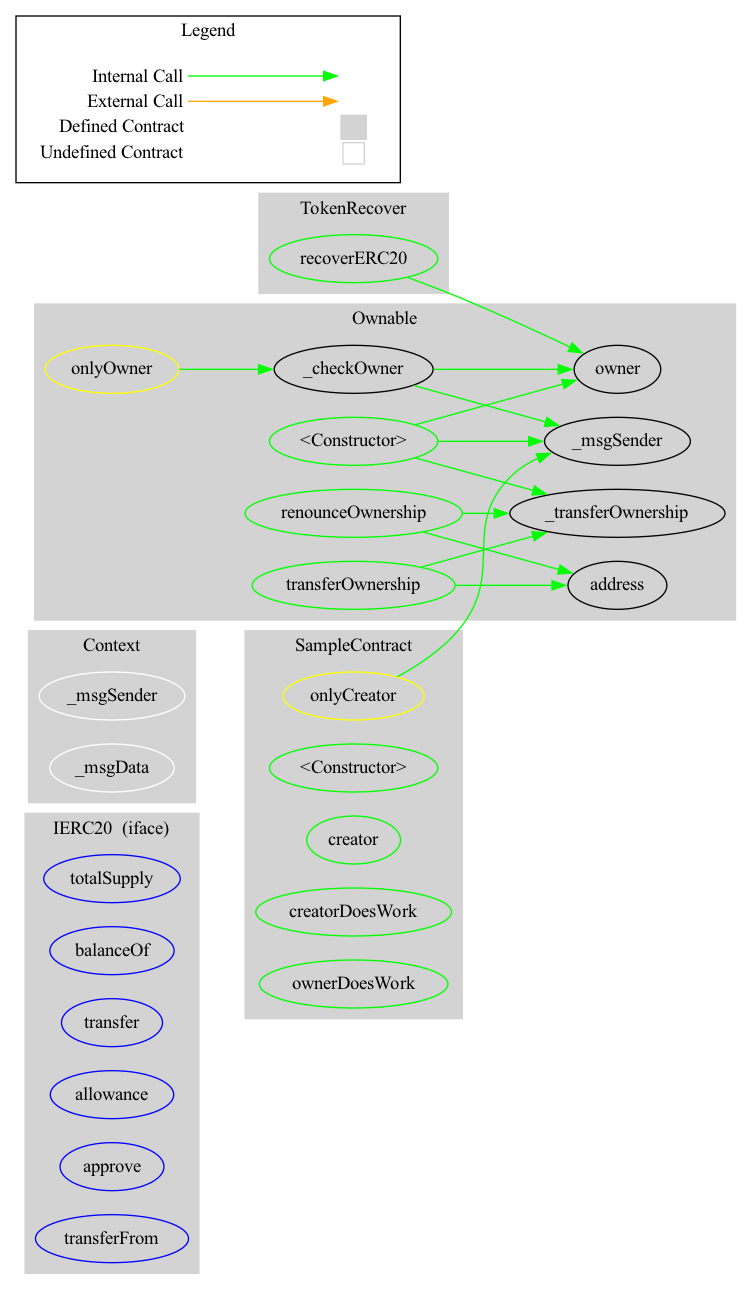 Legend
Internal Call
External Call
Defined Contract
Undefined Contract
TokenRecover
recoverERC20
Ownable
onlyOwner
_checkOwner
owner
<Constructor>
_msgSender
renounceOwnership
_transferOwnership
transferOwnership
address
Context
_msgSender
_msgData
SampleContract
onlyCreator
<Constructor>
creator
creatorDoesWork
ownerDoesWork
IERC20 (iface)
totalSupply
balanceOf
transfer
allowance
approve
transferFrom